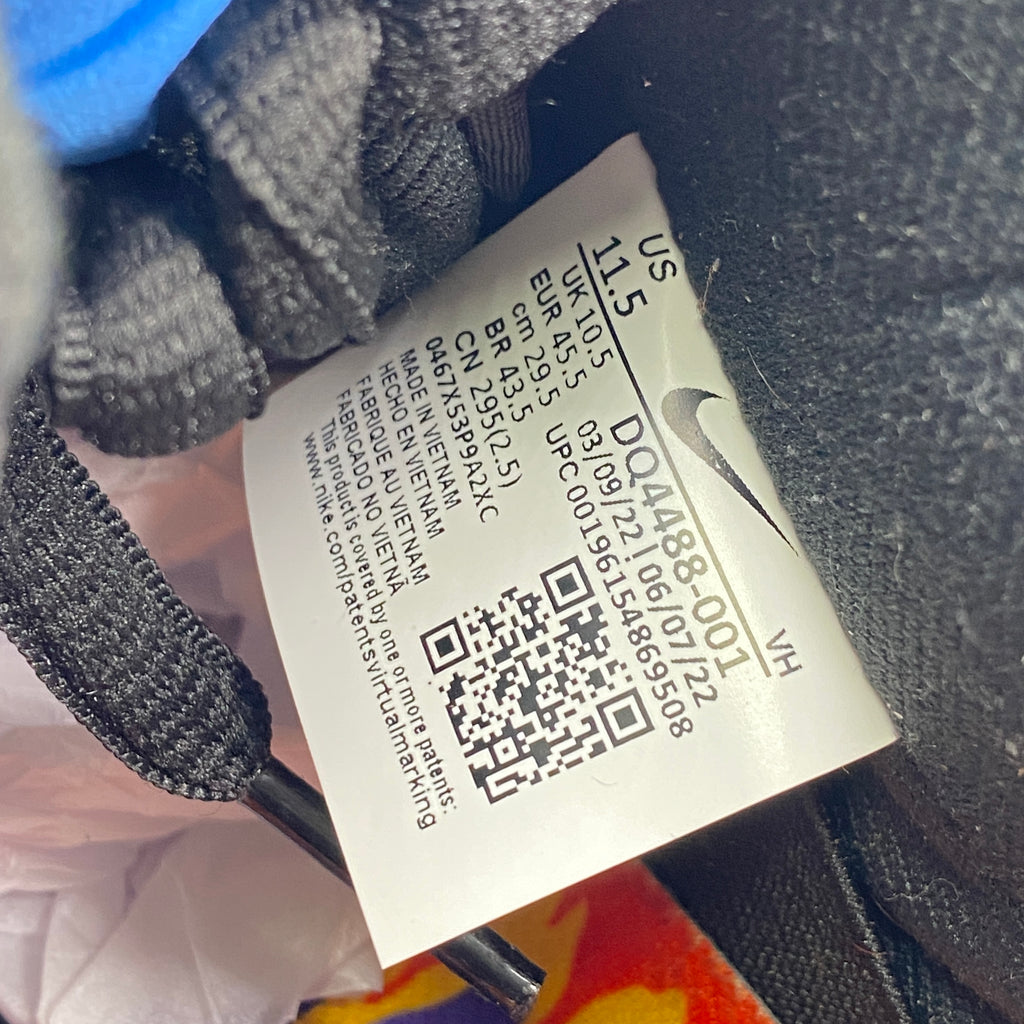 US
11.5
VH
UK 10.5
EUR 45.5
cm 29.5
BR 43.5
CN 295(2.5)
DQ4488-001
03/09/22 | 06/07/22
UPC 00196154869508
0467X53P9A2XC
MADE IN VIETNAM
HECHO EN VIETNAM
FABRIQUE AU VIETNAM
FABRICADO NO VIETNÃ
This product is covered by one or more patents:
www.nike.com/patentsvirtualmarking